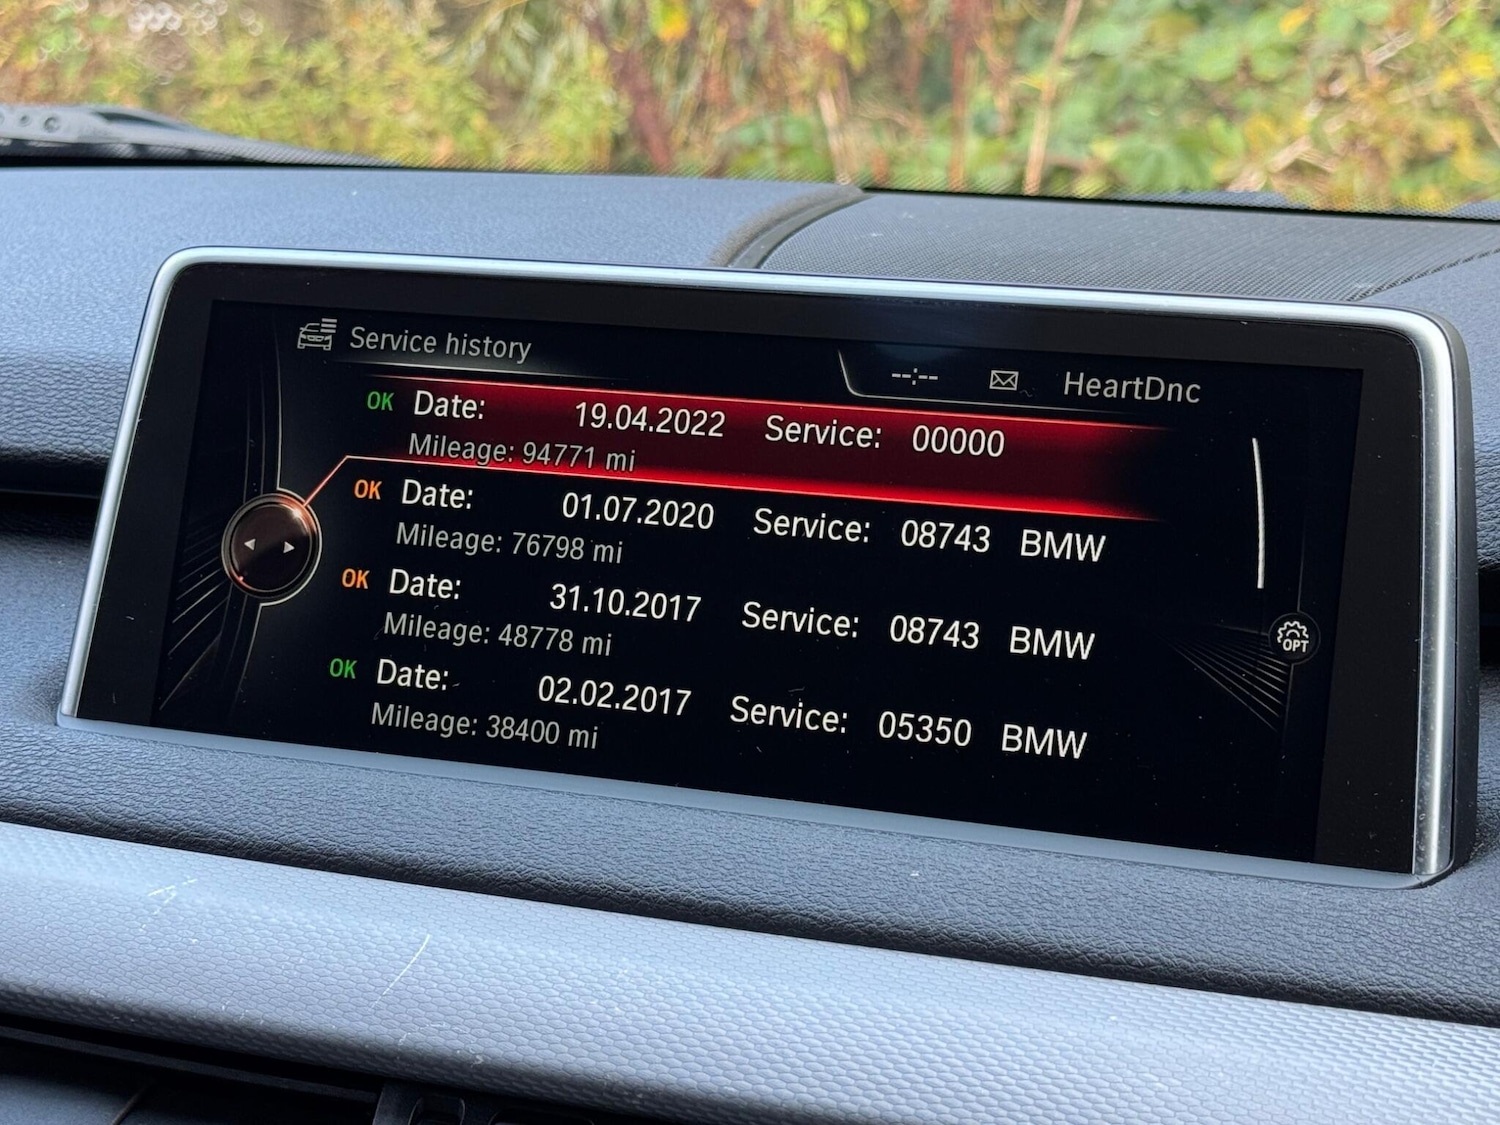 Service history
--:-- HeartDnc
OK Date: 19.04.2022 Service: 00000
Mileage: 94771 mi
OK Date: 01.07.2020 Service: 08743 BMW
Mileage: 76798 mi
OK Date: 31.10.2017 Service: 08743 BMW
Mileage: 48778 mi
OK Date: 02.02.2017 Service: 05350 BMW
Mileage: 38400 mi
OPT